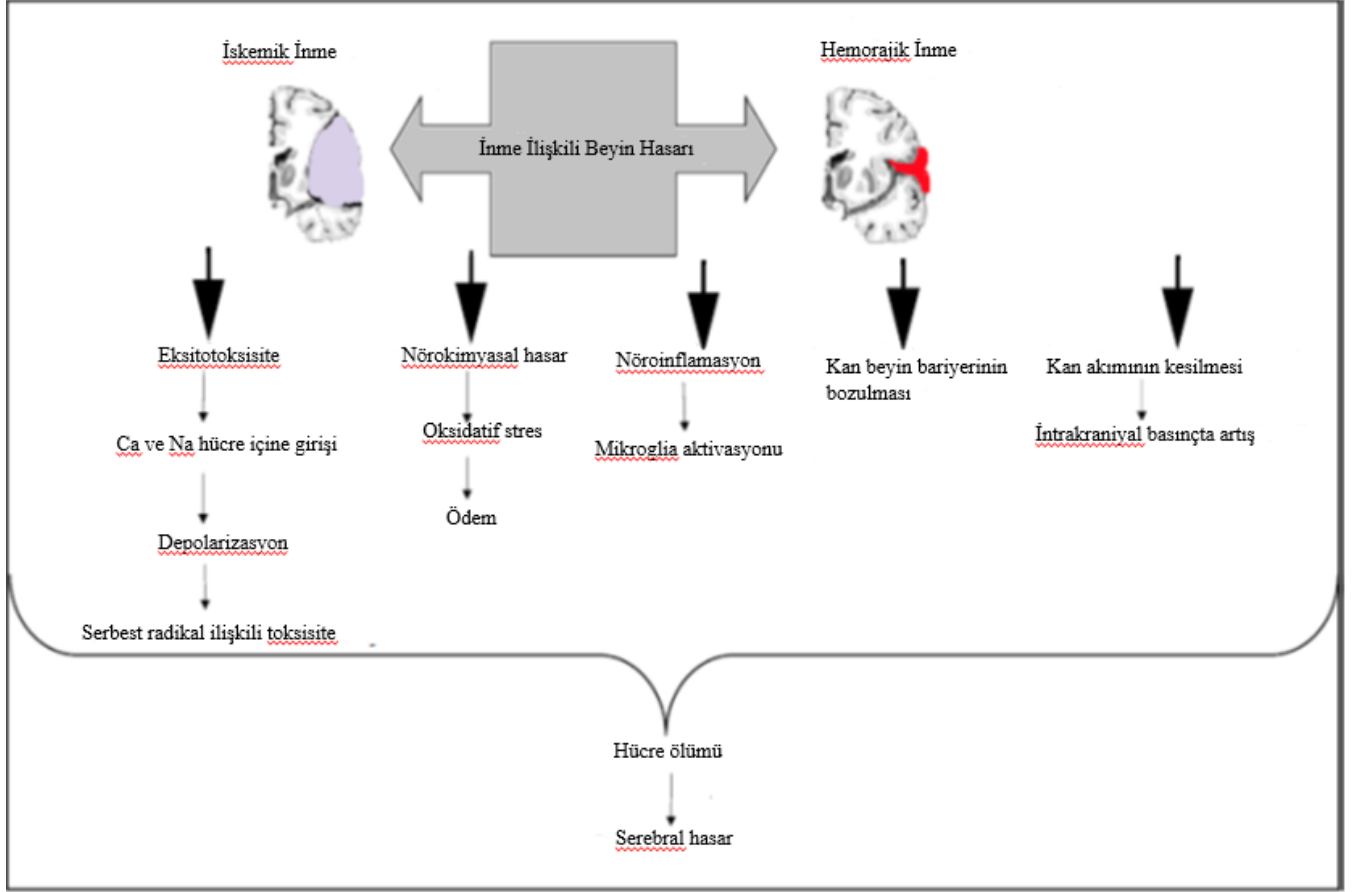 İskemik İnme
Hemorajik İnme
İnme İlişkili Beyin Hasarı
Eksitotoksisite
Nörokimyasal hasar
Nöroinflamasyon
Kan beyin bariyerinin
bozulması
Kan akımının kesilmesi
Ca ve Na hücre içine girişi
Oksidatif stres
Mikroglia aktivasyonu
İntrakraniyal basınçta artış
Depolarizasyon
Ödem
Serbest radikal ilişkili toksisite
Hücre ölümü
Serebral hasar